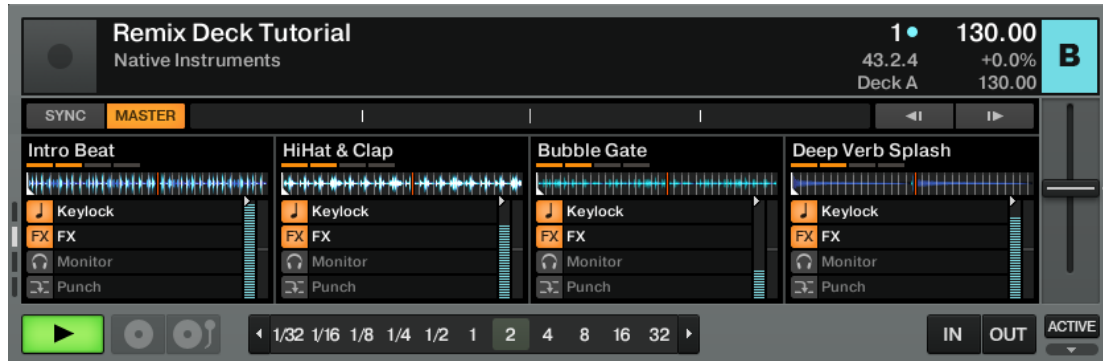 Remix Deck Tutorial 1 130.00 B
Native Instruments 43.2.4 +0.0%
Deck A 130.00
SYNC MASTER
Intro Beat HiHat & Clap Bubble Gate Deep Verb Splash
Keylock Keylock Keylock Keylock
FX FX FX FX FX FX FX FX
Monitor Monitor Monitor Monitor
Punch Punch Punch Punch
1/32 1/16 1/8 1/4 1/2 1 2 4 8 16 32 IN OUT ACTIVE